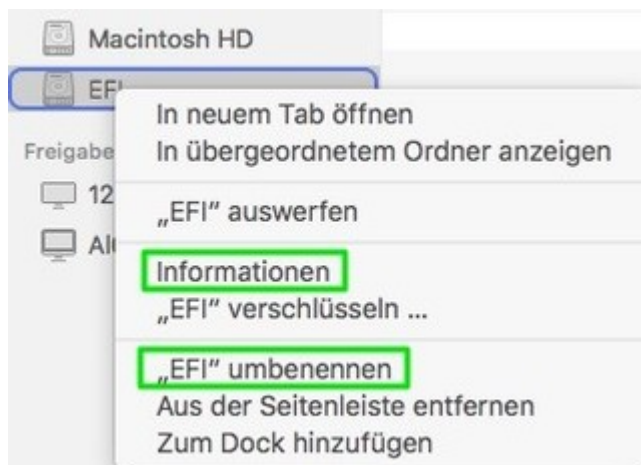 Macintosh HD
EFI
In neuem Tab öffnen
Freigabe
In übergeordnetem Ordner anzeigen
12
„EFI“ auswerfen
Informationen
„EFI“ verschlüsseln ...
„EFI“ umbenennen
Aus der Seitenleiste entfernen
Zum Dock hinzufügen